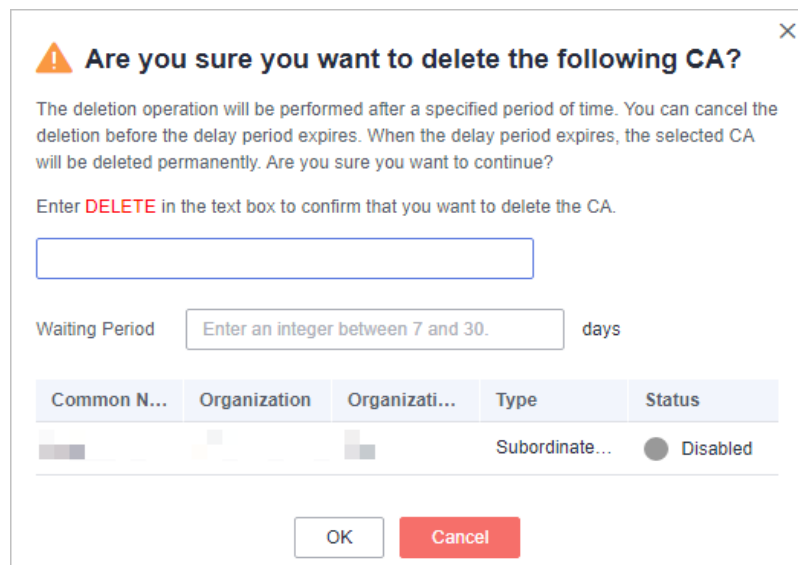 Are you sure you want to delete the following CA?
The deletion operation will be performed after a specified period of time. You can cancel the
deletion before the delay period expires. When the delay period expires, the selected CA
will be deleted permanently. Are you sure you want to continue?
Enter DELETE in the text box to confirm that you want to delete the CA.
Waiting Period Enter an integer between 7 and 30. days
Common N... Organization Organizati... Type Status
Subordinate... Disabled
OK Cancel